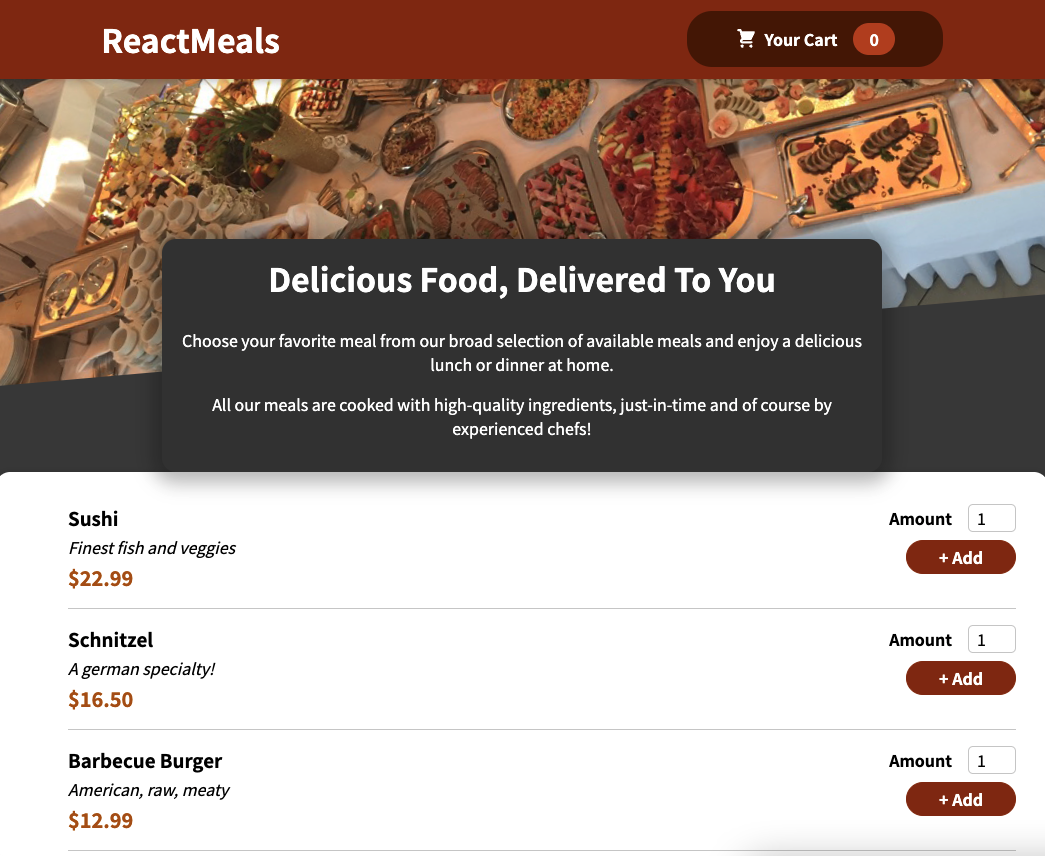 ReactMeals
Your Cart 0
Delicious Food, Delivered To You
Choose your favorite meal from our broad selection of available meals and enjoy a delicious
lunch or dinner at home.
All our meals are cooked with high-quality ingredients, just-in-time and of course by
experienced chefs!
Sushi
Amount 1
Finest fish and veggies
+ Add
$22.99
Schnitzel
Amount 1
A german specialty!
+ Add
$16.50
Barbecue Burger
Amount 1
American, raw, meaty
+ Add
$12.99